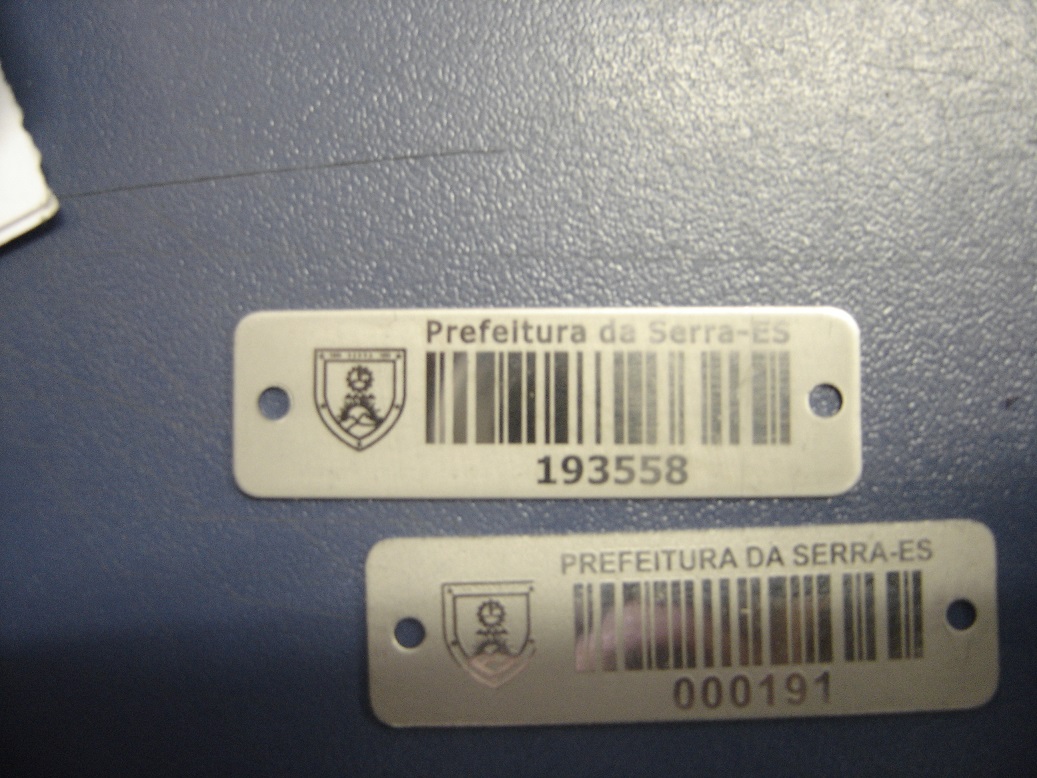 Prefeitura da Serra-ES
193558
PREFEITURA DA SERRA-ES
000191